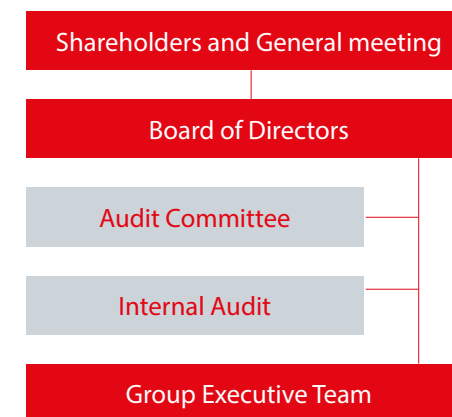 Shareholders and General meeting
Board of Directors
Audit Committee
Internal Audit
Group Executive Team